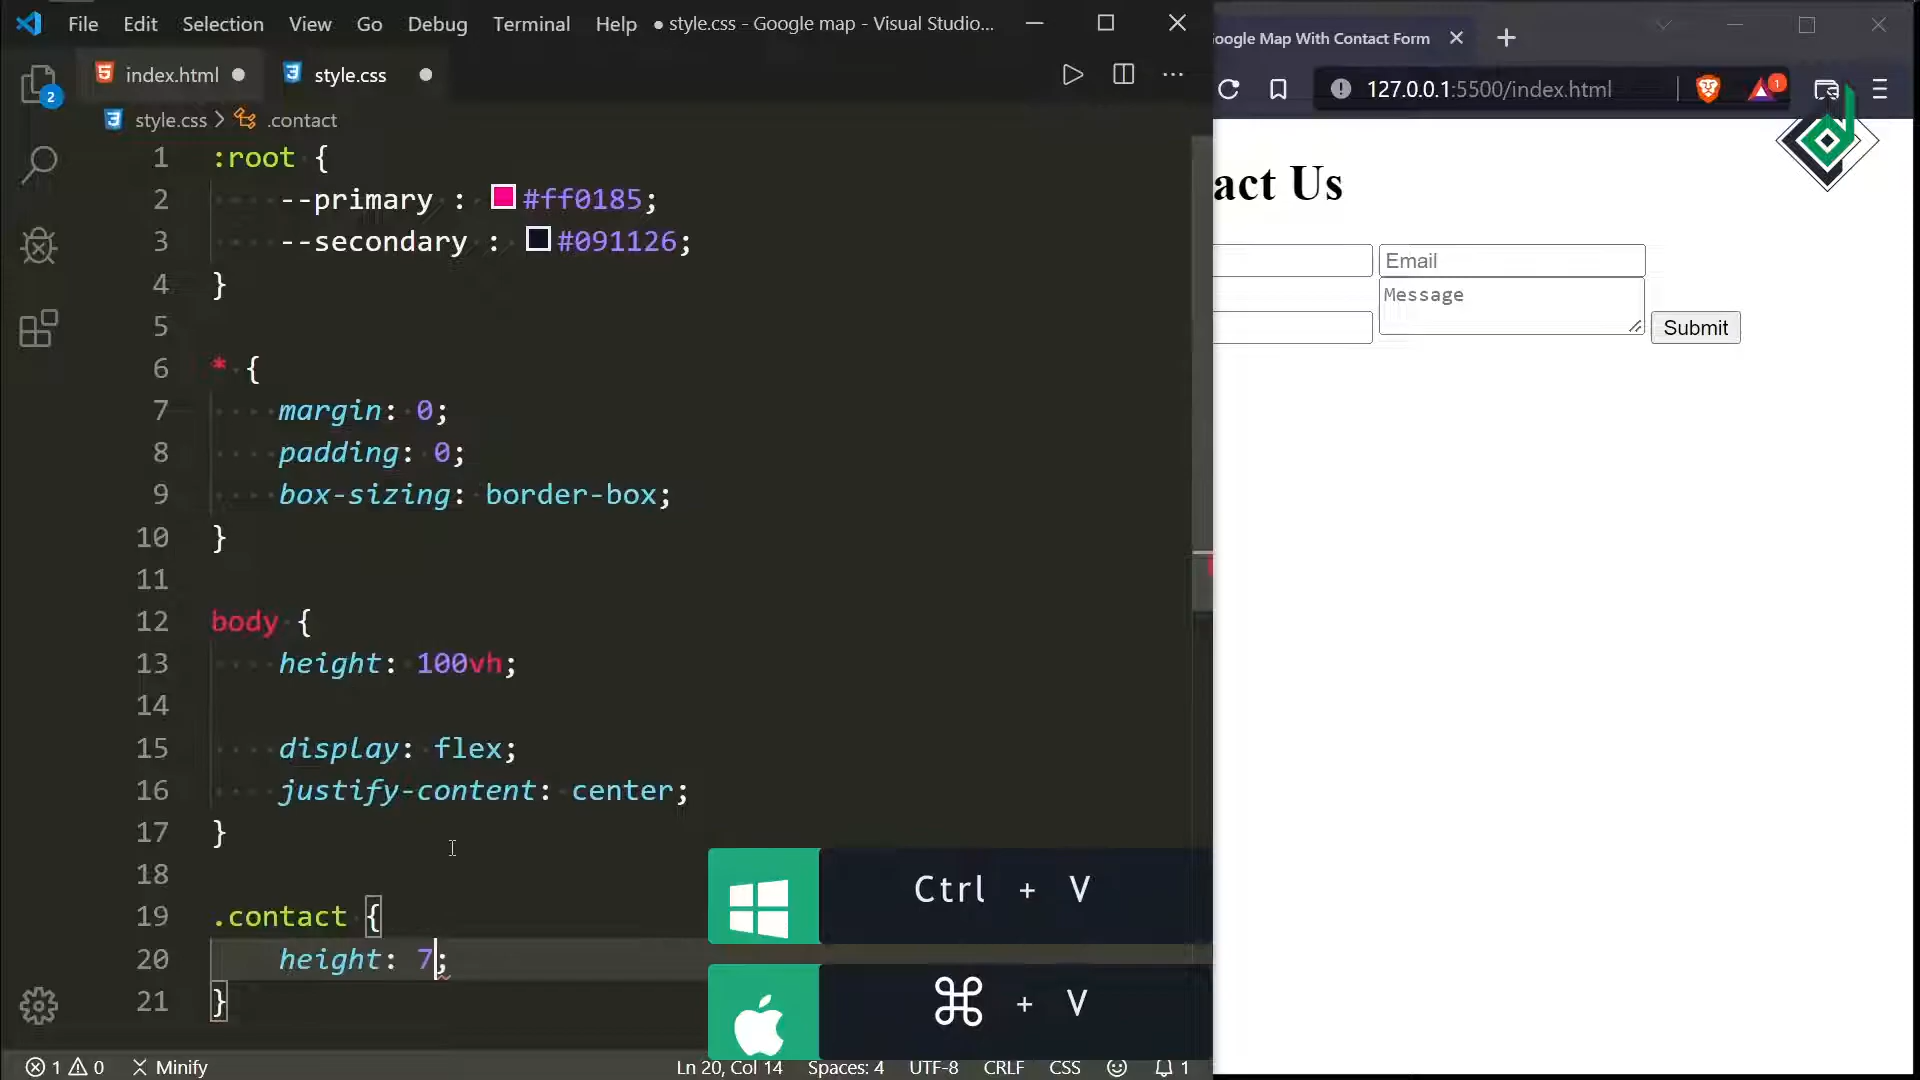 File Edit Selection View Go Debug Terminal Help ● style.css - Google map - Visual Studio...
index.html ● style.css ●
style.css > .contact
1 :root {
2 --primary : #ff0185;
3 --secondary : #091126;
4 }
5
6 * {
7 margin: 0;
8 padding: 0;
9 box-sizing: border-box;
10 }
11
12 body {
13 height: 100vh;
14
15 display: flex;
16 justify-content: center;
17 }
18
19 .contact {
20 height: 7;
21 }
2
Ctrl + V
⌘ + V
1 0 Minify Ln 20, Col 14 Spaces: 4 UTF-8 CRLF CSS 1
Google Map With Contact Form
127.0.0.1:5500/index.html 1
act Us
Email
Message
Submit